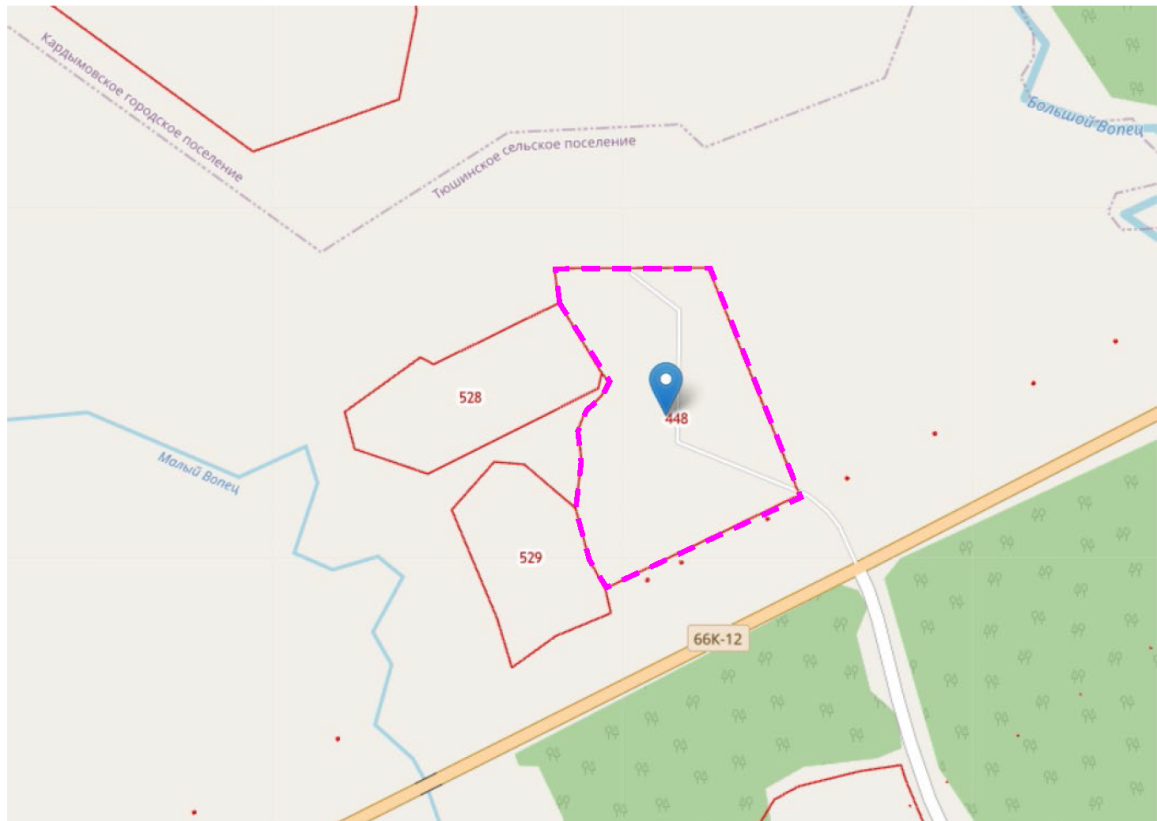 Кардымовское городское поселение
Большой Вопец
Тюшинское сельское поселение
528
448
Малый Вопец
529
66К-12